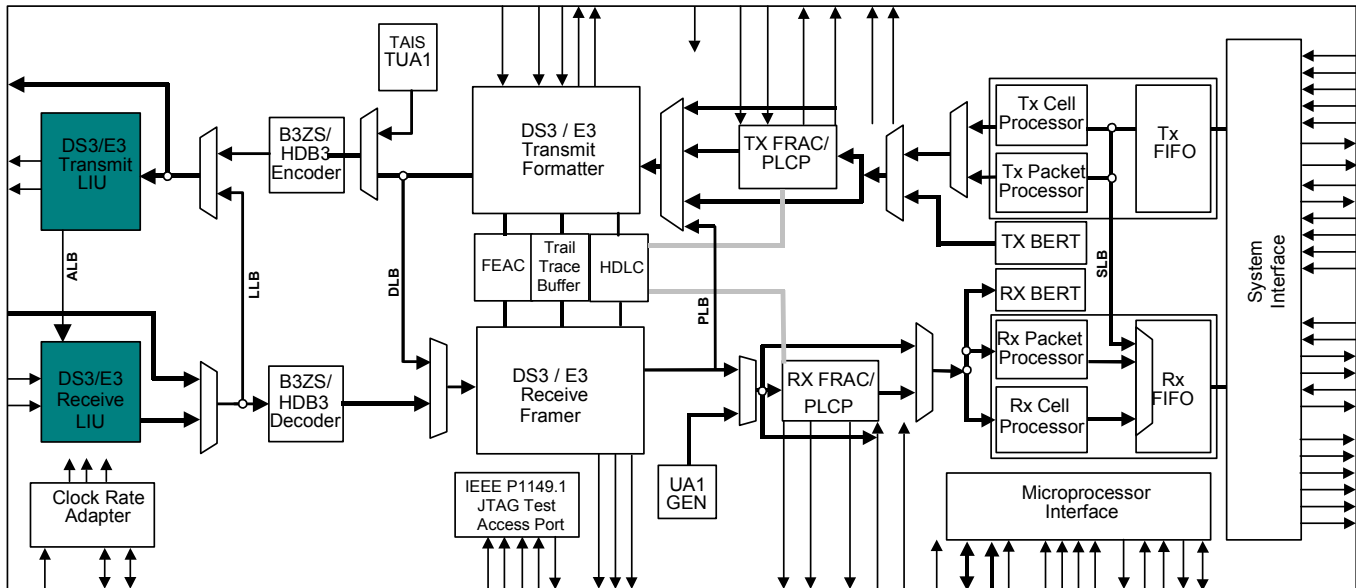 TAIS
TUA1
DS3/E3
Transmit
LIU
B3ZS/
HDB3
Encoder
DS3 / E3
Transmit
Formatter
TX FRAC/
PLCP
Tx Cell
Processor
Tx Packet
Processor
Tx
FIFO
TX BERT
RX BERT
System
Interface
FEAC
Trail
Trace
Buffer
HDLC
ALB
LLB
DLB
PLB
SLB
DS3/E3
Receive
LIU
B3ZS/
HDB3
Decoder
DS3 / E3
Receive
Framer
RX FRAC/
PLCP
Rx Packet
Processor
Rx Cell
Processor
Rx
FIFO
Clock Rate
Adapter
IEEE P1149.1
JTAG Test
Access Port
UA1
GEN
Microprocessor
Interface